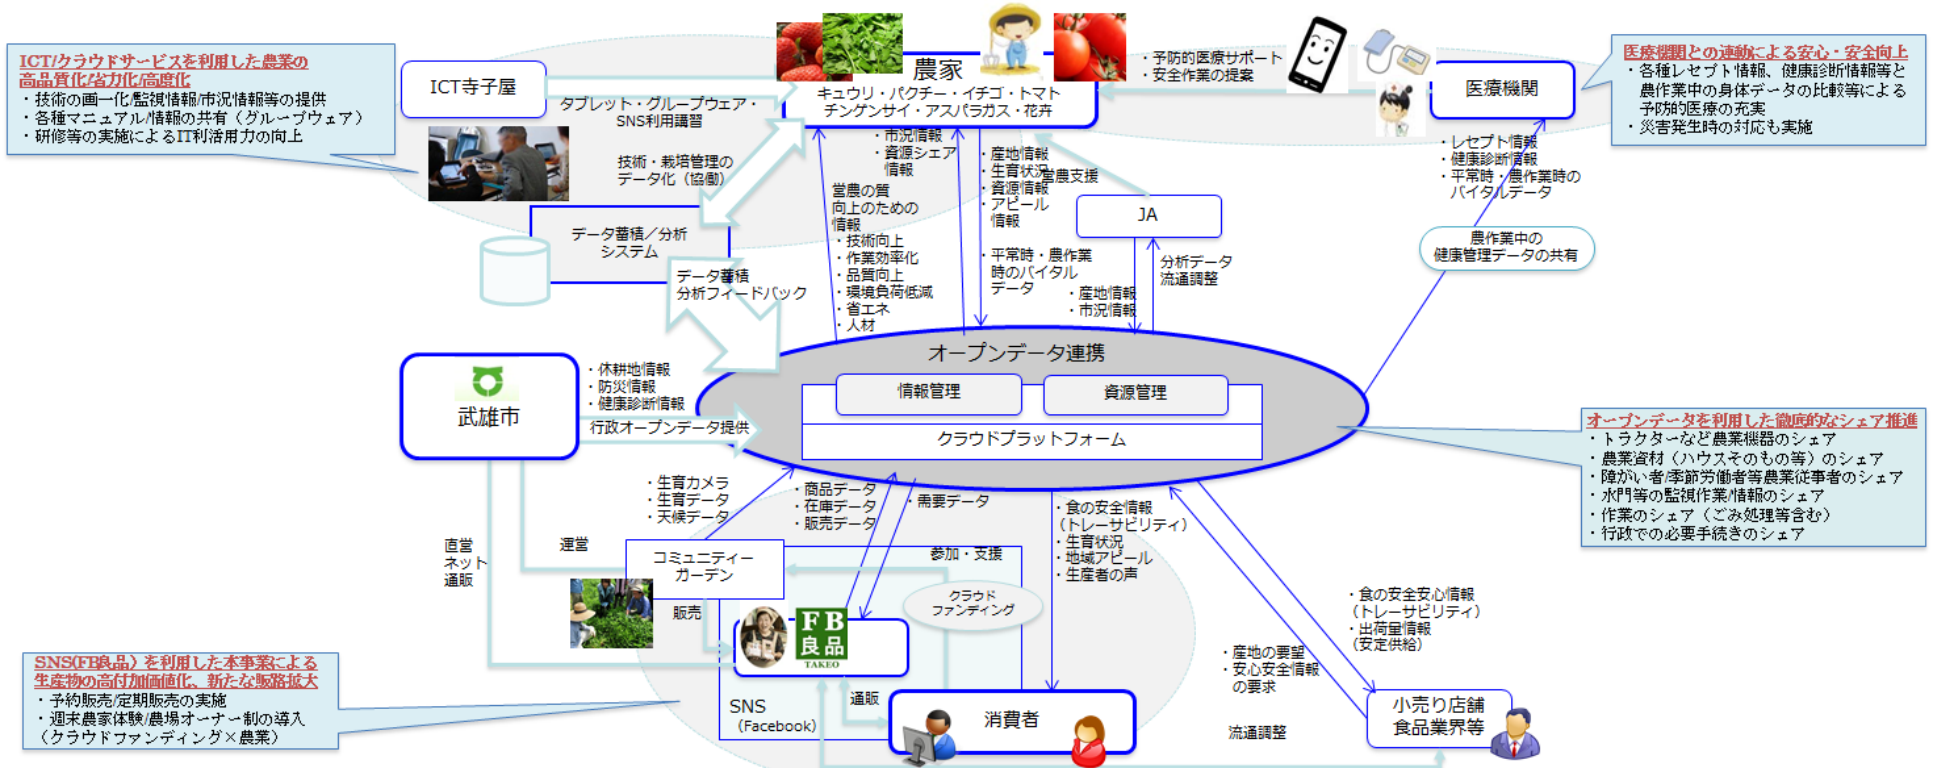 ICT/クラウドサービスを利用した農業の
高品質化/省力化/高度化
・技術の画一化/監視情報/市況情報等の提供
・各種マニュアル/情報の共有（グループウェア）
・研修等の実施によるIT利活用力の向上
ICT寺子屋
タブレット・グループウェア・
SNS利用講習
技術・栽培管理の
データ化（協働）
農家
キュウリ・パクチー・イチゴ・トマト
チンゲンサイ・アスパラガス・花卉
・予防的医療サポート
・安全作業の提案
医療機関
医療機関との連動による安心・安全向上
・各種レセプト情報、健康診断情報等と
農作業中の身体データの比較等による
予防的医療の充実
・災害発生時の対応も実施
・レセプト情報
・健康診断情報
・平常時・農作業時の
バイタルデータ
農作業中の
健康管理データの共有
データ蓄積／分析
システム
データ蓄積
分析フィードバック
営農の質
向上のための
情報
・技術向上
・作業効率化
・品質向上
・環境負荷低減
・省エネ
・人材
・市況情報
・資源シェア
情報
・産地情報
・生育状況
・資源情報
・アピール
情報
・平常時・農作業
時のバイタル
データ
営農支援
JA
・産地情報
・市況情報
分析データ
流通調整
オープンデータ連携
情報管理
資源管理
クラウドプラットフォーム
武雄市
・休耕地情報
・防災情報
・健康診断情報
行政オープンデータ提供
オープンデータを利用した徹底的なシェア推進
・トラクターなど農業機器のシェア
・農業資材（ハウスそのもの等）のシェア
・障がい者/季節労働者等農業従事者のシェア
・水門等の監視作業/情報のシェア
・作業のシェア（ごみ処理等含む）
・行政での必要手続きのシェア
・生育カメラ
・生育データ
・天候データ
・商品データ
・在庫データ
・販売データ
・需要データ
・食の安全情報
（トレーサビリティ）
・生育状況
・地域アピール
・生産者の声
直営
ネット
通販
運営
コミュニティー
ガーデン
販売
参加・支援
クラウド
ファンディング
FB
良品
TAKEO
SNS
（Facebook）
通販
消費者
・食の安全安心情報
（トレーサビリティ）
・出荷量情報
（安定供給）
・産地の要望
・安心安全情報
の要求
流通調整
小売り店舗
食品業界等
SNS(FB良品）を利用した本事業による
生産物の高付加価値化、新たな販路拡大
・予約販売/定期販売の実施
・週末農家体験/農場オーナー制の導入
（クラウドファンディング×農業）